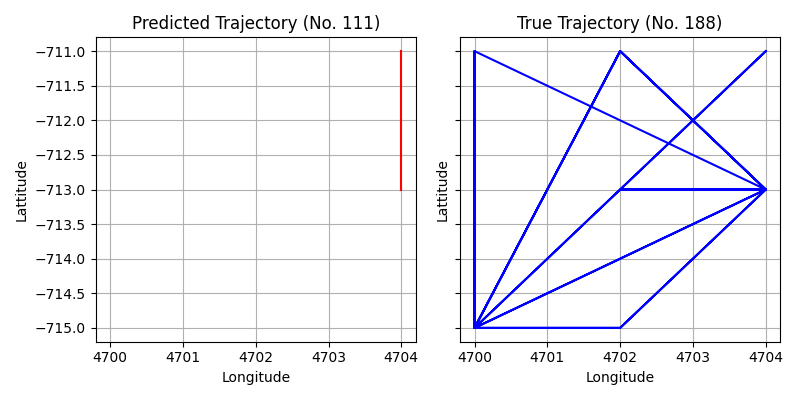 Predicted Trajectory (No. 111)
True Trajectory (No. 188)
−711.0
−711.5
−712.0
−712.5
−713.0
−713.5
−714.0
−714.5
−715.0
Lattitude
Lattitude
4700 4701 4702 4703 4704
4700 4701 4702 4703 4704
Longitude
Longitude